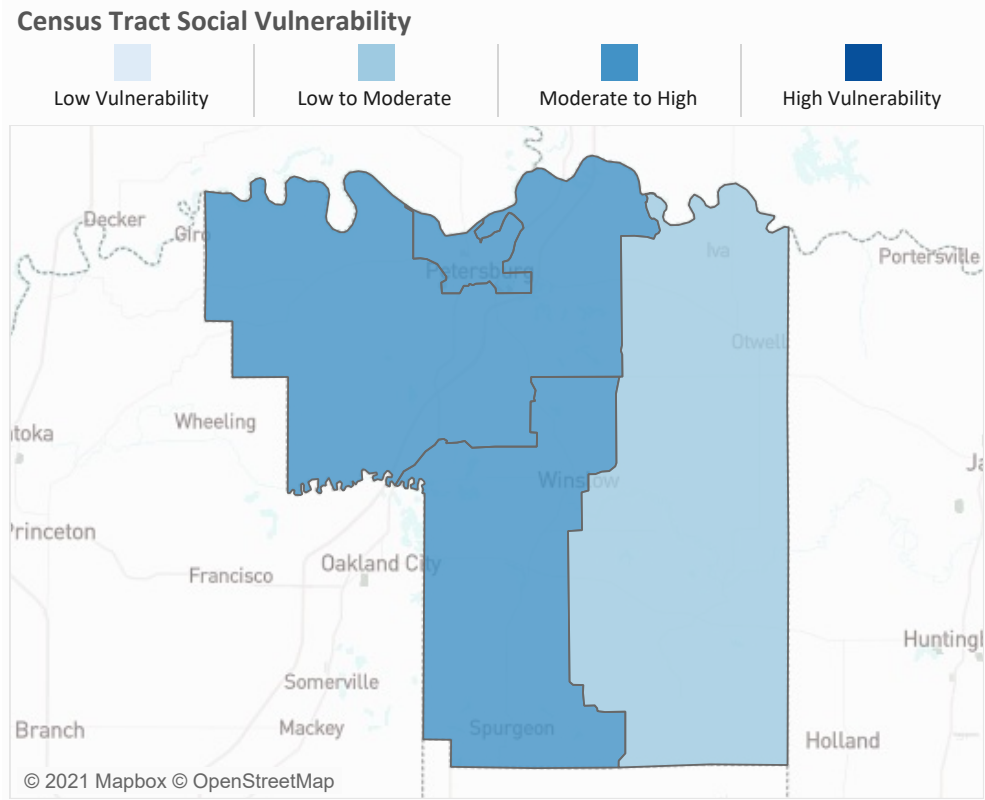 Census Tract Social Vulnerability
Low Vulnerability
Low to Moderate
Moderate to High
High Vulnerability
Decker
Giro
Petersburg
Iva
Portersville
Otwell
Wheeling
Winslow
Princeton
Francisco
Oakland City
Somerville
Branch
Mackey
Spurgeon
Holland
© 2021 Mapbox © OpenStreetMap